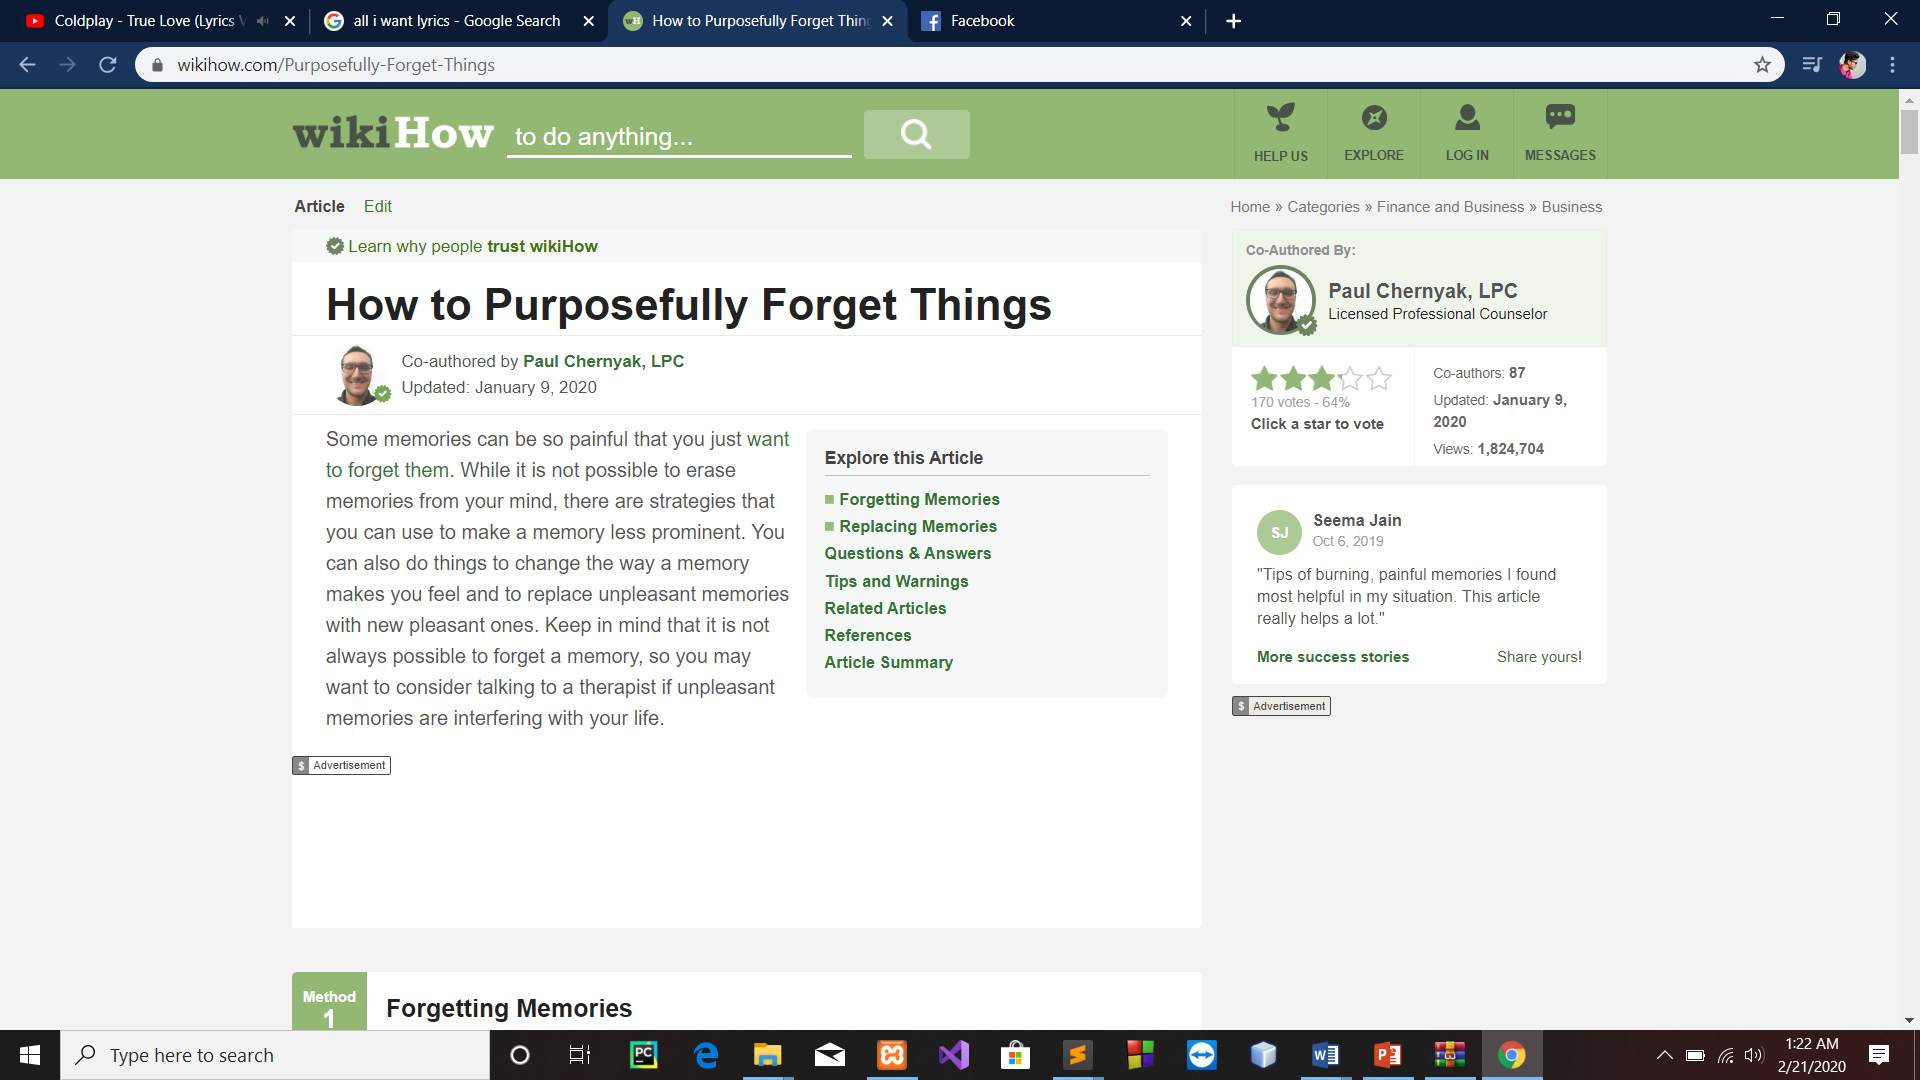 Coldplay - True Love (Lyrics V
all i want lyrics - Google Search
How to Purposefully Forget Thing
Facebook
wikihow.com/Purposefully-Forget-Things
wikiHow to do anything...
HELP US
EXPLORE
LOG IN
MESSAGES
Article Edit
Home » Categories » Finance and Business » Business
Learn why people trust wikiHow
How to Purposefully Forget Things
Co-authored by Paul Chernyak, LPC
Updated: January 9, 2020
Some memories can be so painful that you just want
to forget them. While it is not possible to erase
memories from your mind, there are strategies that
you can use to make a memory less prominent. You
can also do things to change the way a memory
makes you feel and to replace unpleasant memories
with new pleasant ones. Keep in mind that it is not
always possible to forget a memory, so you may
want to consider talking to a therapist if unpleasant
memories are interfering with your life.
Explore this Article
Forgetting Memories
Replacing Memories
Questions & Answers
Tips and Warnings
Related Articles
References
Article Summary
$ Advertisement
Co-Authored By:
Paul Chernyak, LPC
Licensed Professional Counselor
170 votes - 64%
Click a star to vote
Co-authors: 87
Updated: January 9,
2020
Views: 1,824,704
SJ
Seema Jain
Oct 6, 2019
"Tips of burning, painful memories I found
most helpful in my situation. This article
really helps a lot."
More success stories
Share yours!
$ Advertisement
Method
1
Forgetting Memories
Type here to search
1:22 AM
2/21/2020